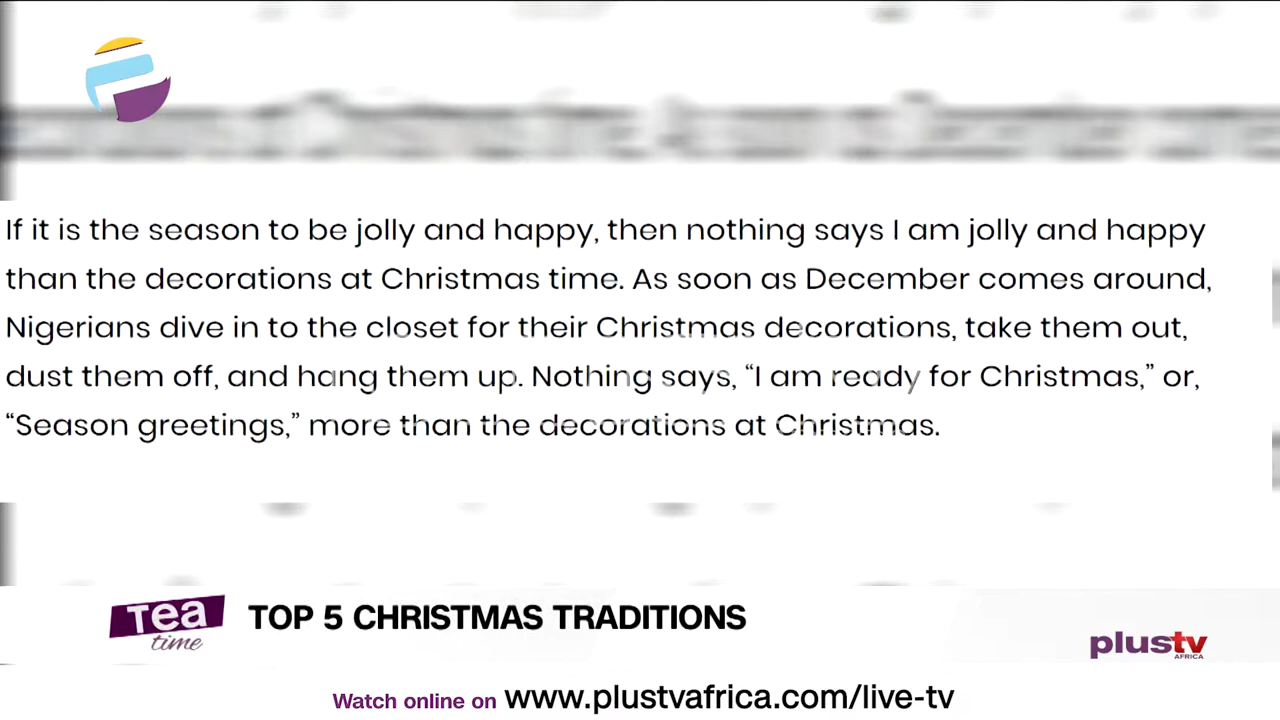 If it is the season to be jolly and happy, then nothing says I am jolly and happy
than the decorations at Christmas time. As soon as December comes around,
Nigerians dive in to the closet for their Christmas decorations, take them out,
dust them off, and hang them up. Nothing says, “I am ready for Christmas,” or,
“Season greetings,” more than the decorations at Christmas.
Tea
time
TOP 5 CHRISTMAS TRADITIONS
plustv
AFRICA
Watch online on www.plustvafrica.com/live-tv